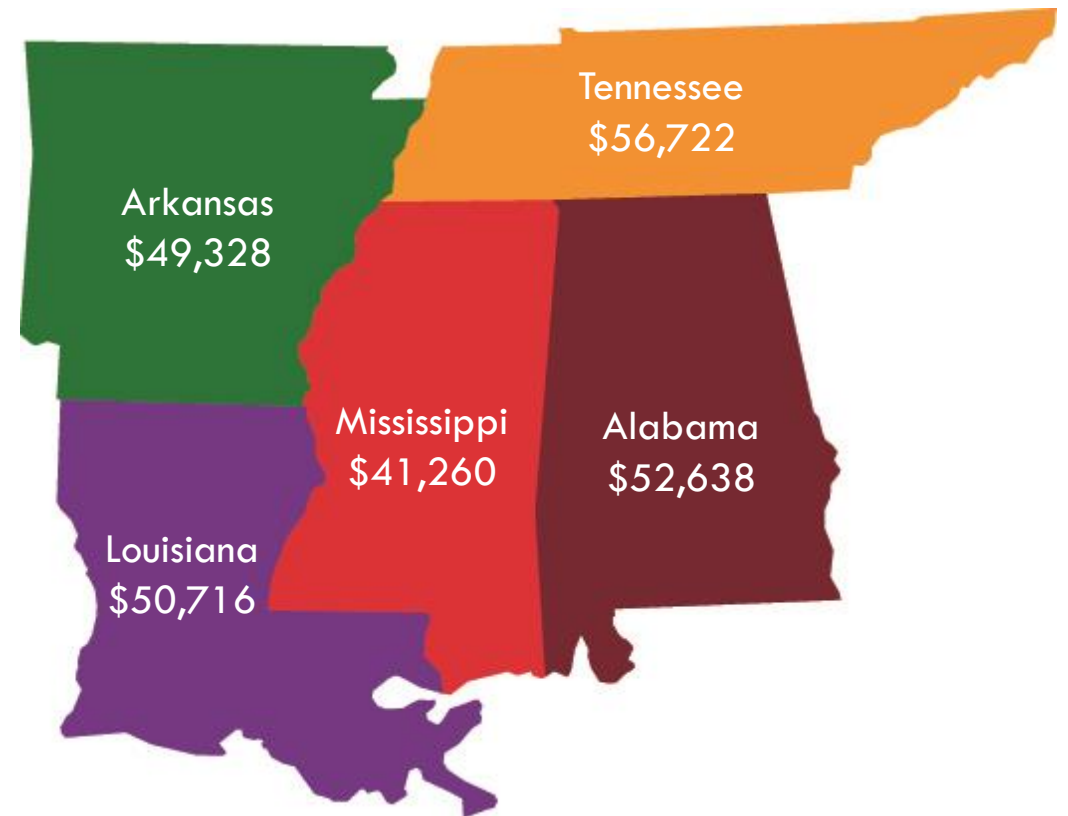 Tennessee
$56,722
Arkansas
$49,328
Mississippi
$41,260
Alabama
$52,638
Louisiana
$50,716